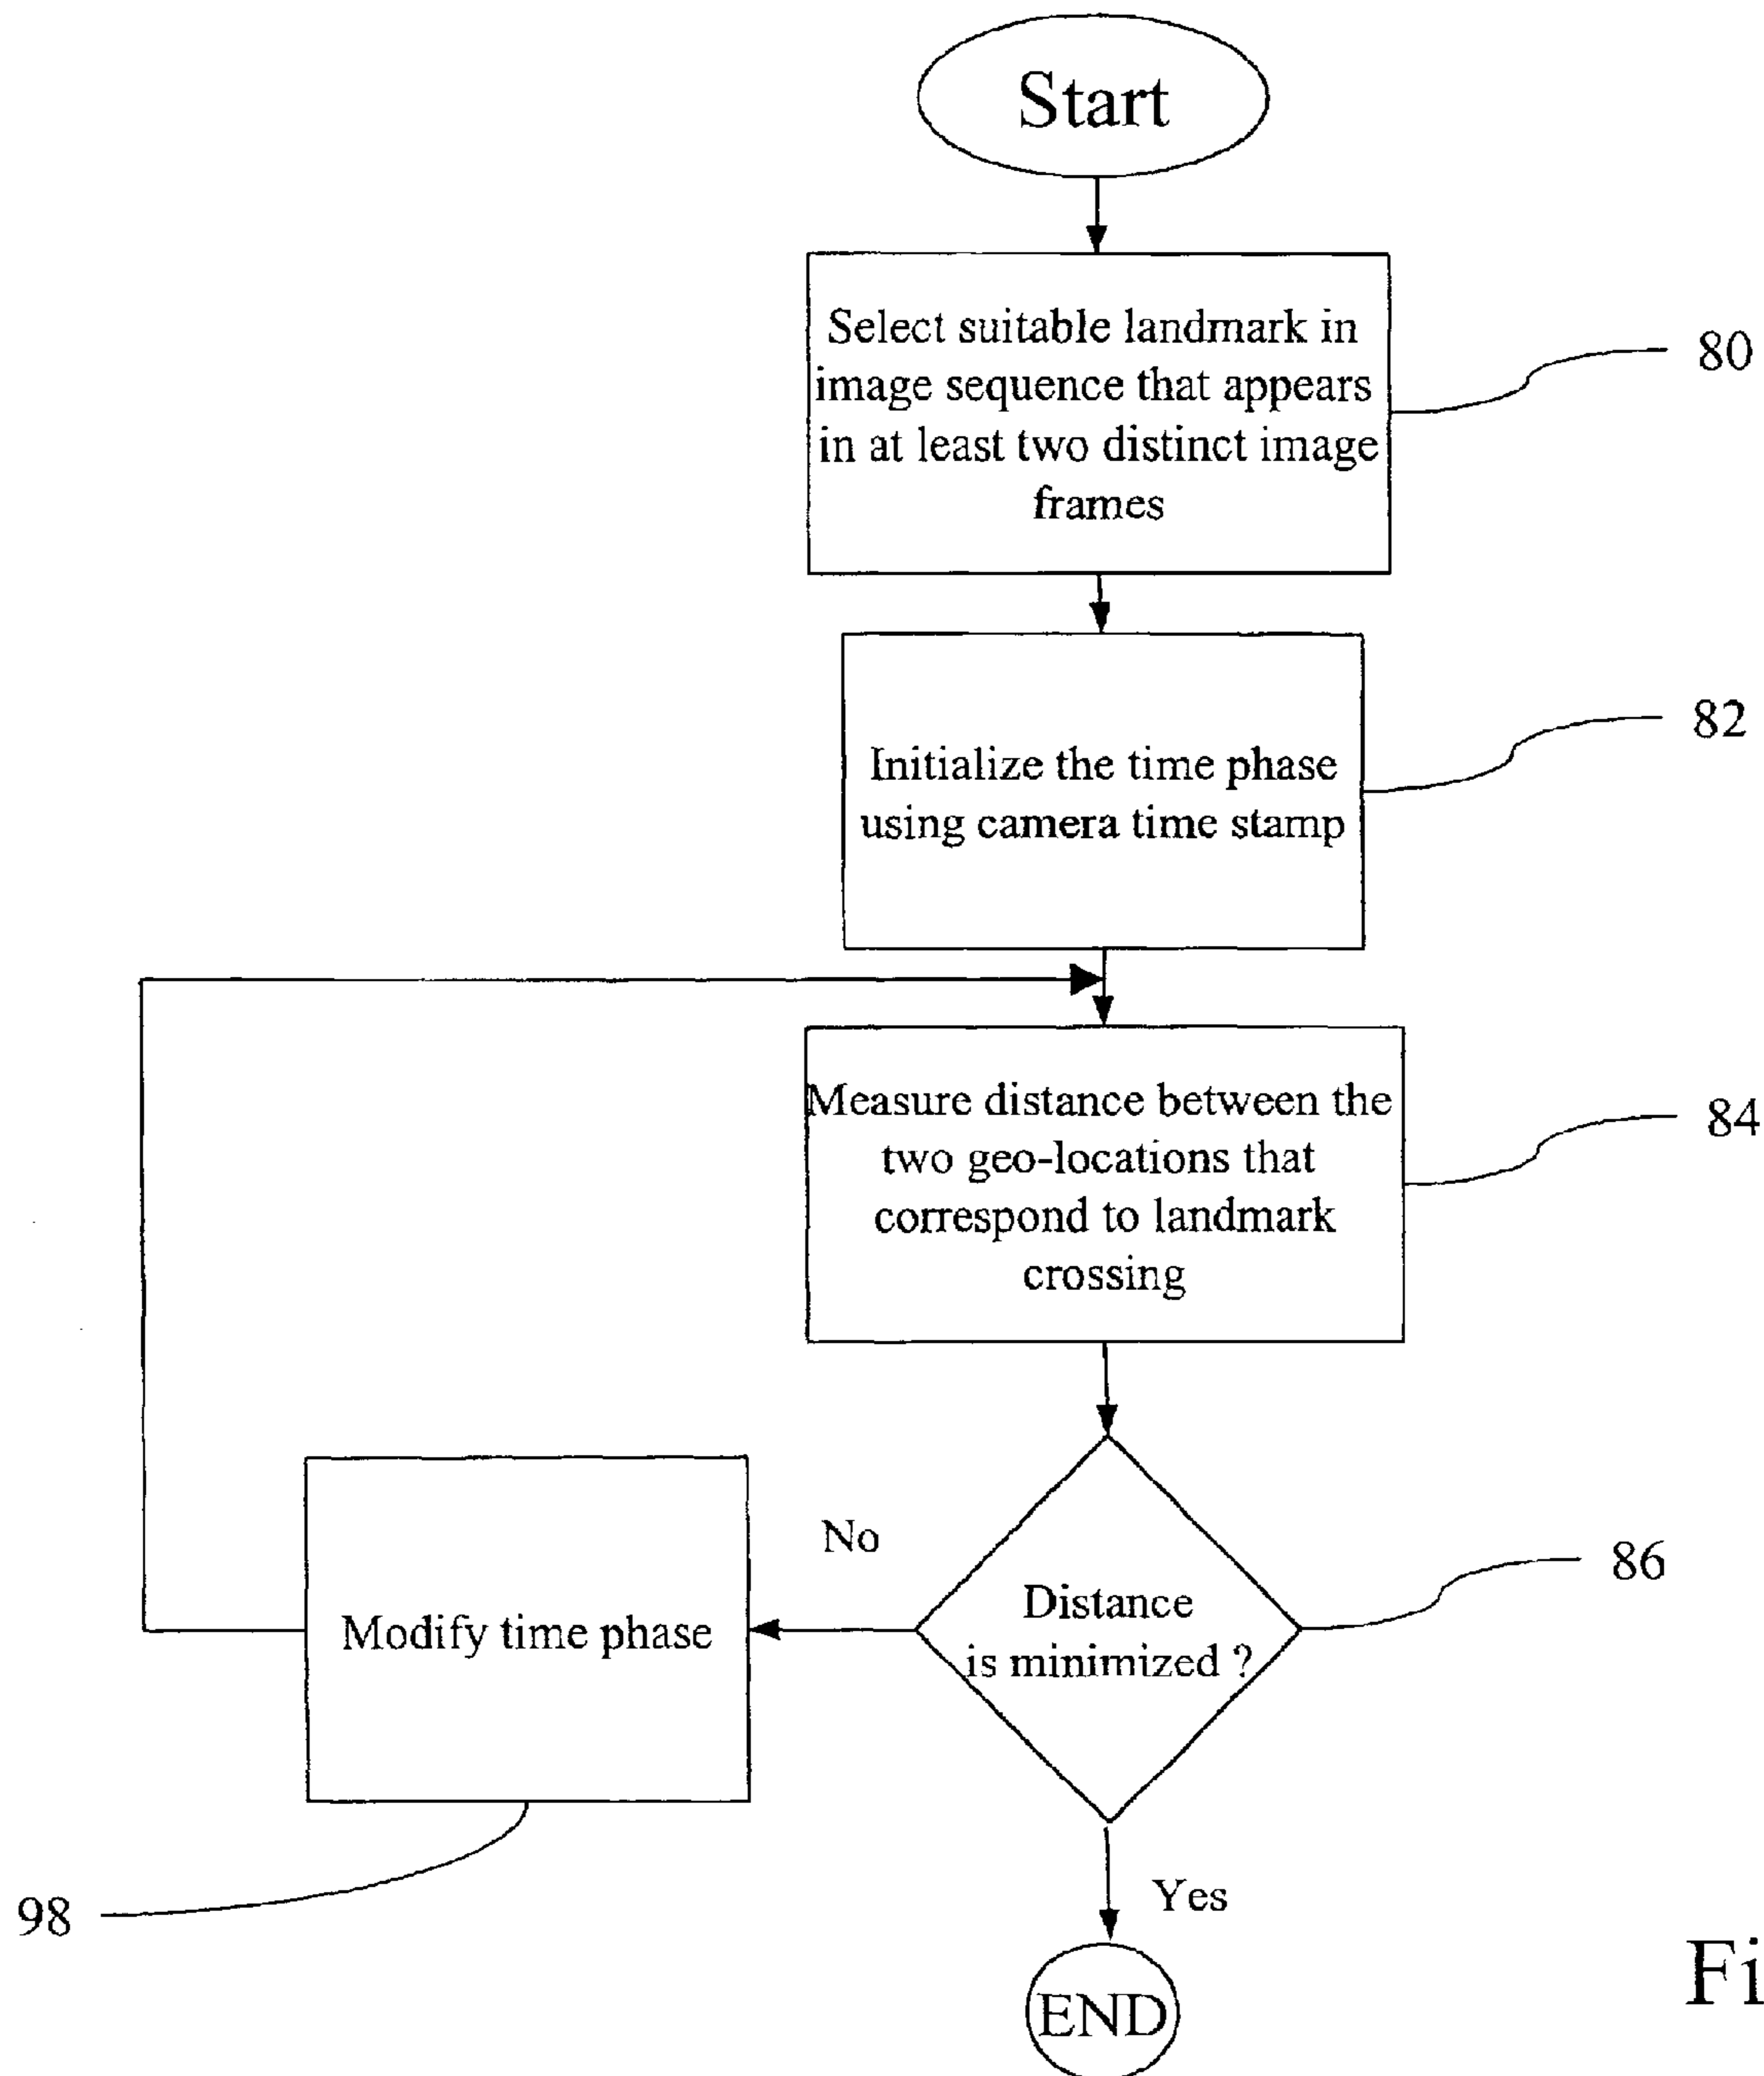 Start
Select suitable landmark in
image sequence that appears
in at least two distinct image
frames
80
Initialize the time phase
using camera time stamp
82
Measure distance between the
two geo-locations that
correspond to landmark
crossing
84
Distance
is minimized ?
86
No
Modify time phase
98
Yes
END